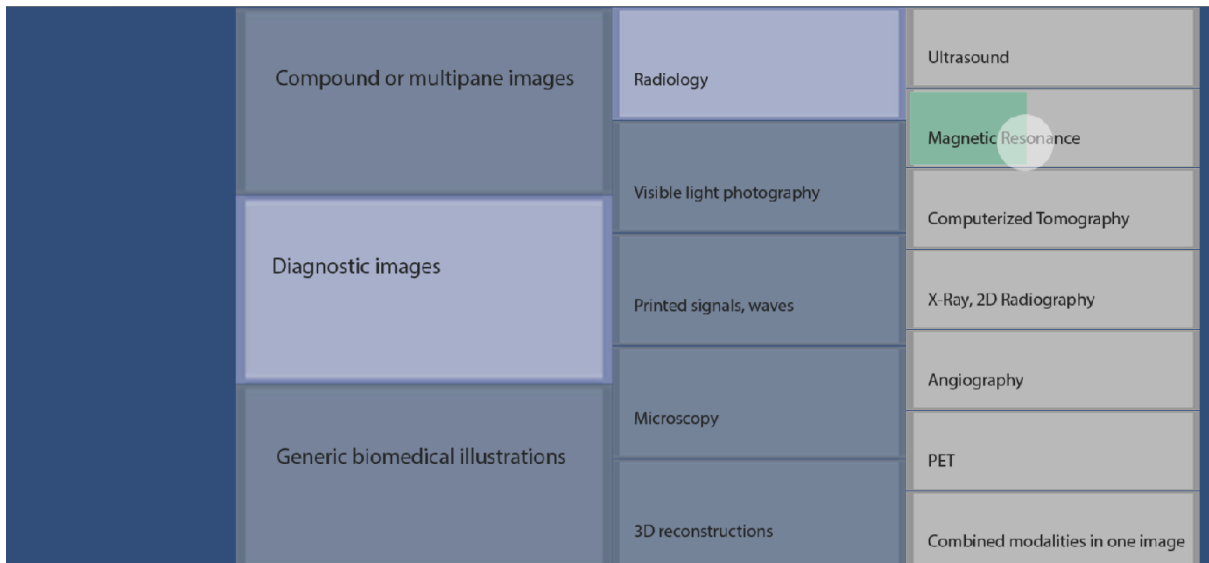 Compound or multipane images
Diagnostic images
Generic biomedical illustrations
Radiology
Visible light photography
Printed signals, waves
Microscopy
3D reconstructions
Ultrasound
Magnetic Resonance
Computerized Tomography
X-Ray, 2D Radiography
Angiography
PET
Combined modalities in one image